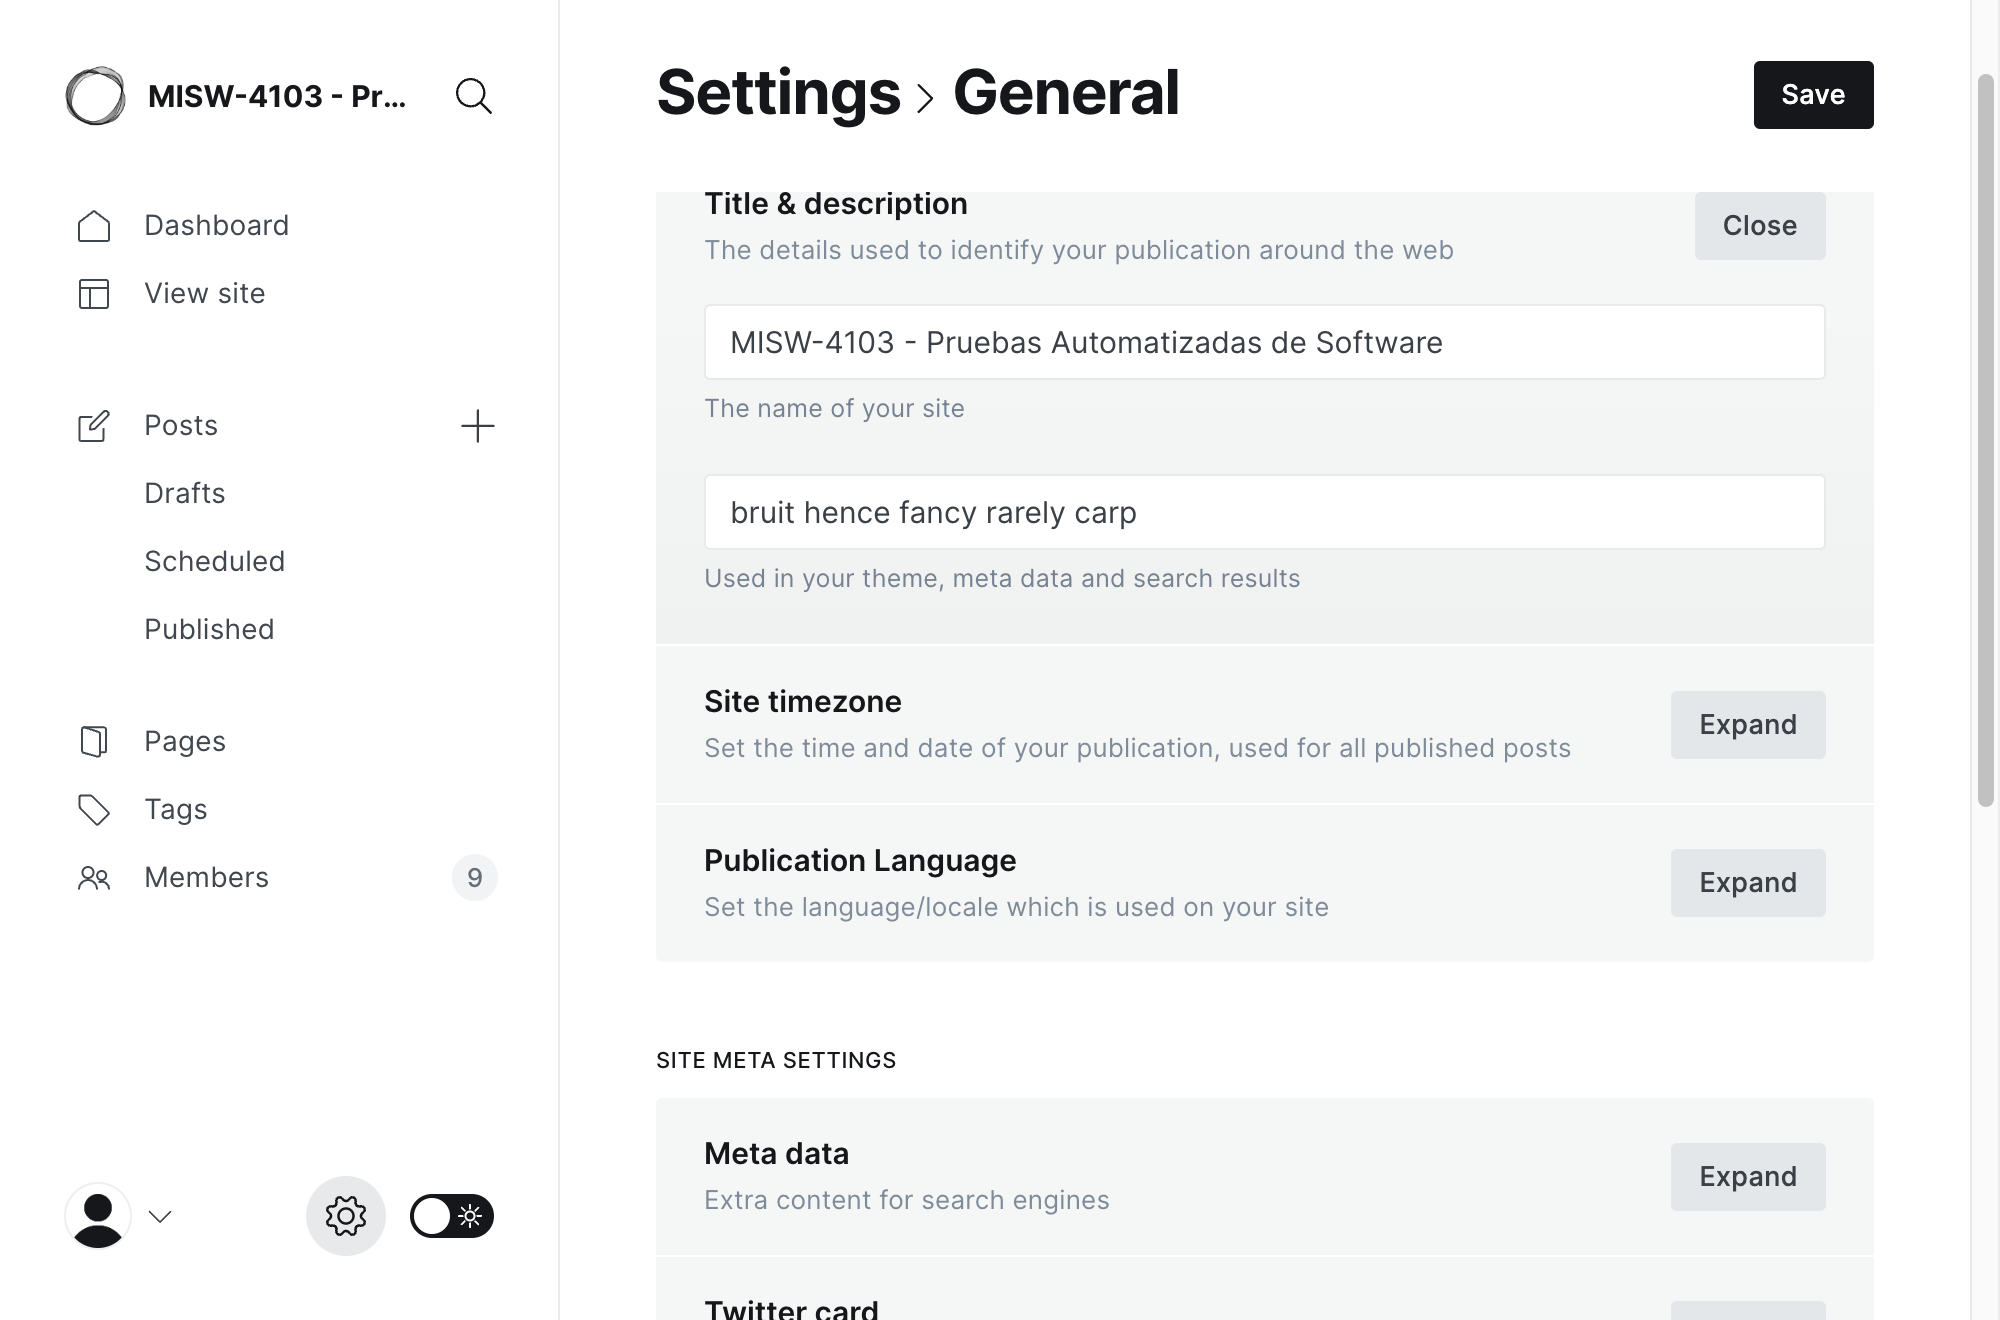 MISW-4103 - Pr...
Dashboard
View site
Posts
Drafts
Scheduled
Published
Pages
Tags
Members
9
Settings > General
Save
Title & description
Close
The details used to identify your publication around the web
MISW-4103 - Pruebas Automatizadas de Software
The name of your site
bruit hence fancy rarely carp
Used in your theme, meta data and search results
Site timezone
Expand
Set the time and date of your publication, used for all published posts
Publication Language
Expand
Set the language/locale which is used on your site
SITE META SETTINGS
Meta data
Expand
Extra content for search engines
Twitter card